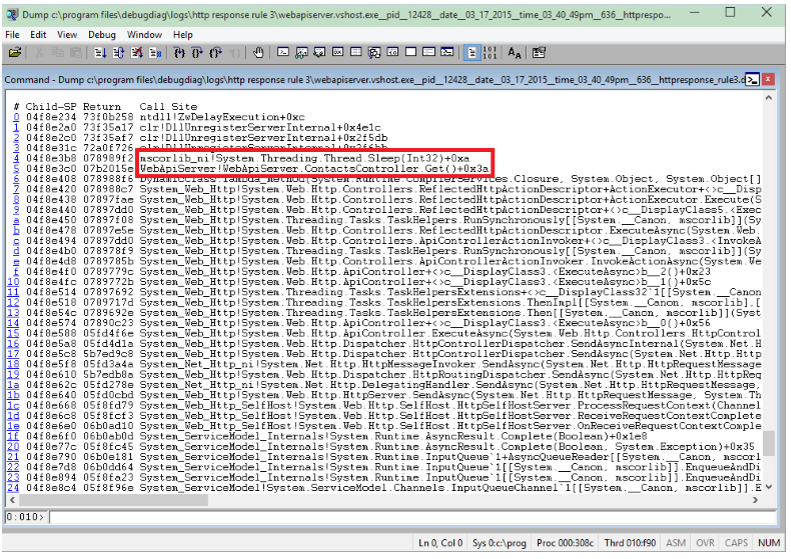 Dump c:\program files\debugdiag\logs\http response rule 3\webapiserver.vshost.exe__pid__12428__date__03_17_2015__time_03_40_49pm__636__httprespo...
File Edit View Debug Window Help
Command - Dump c:\program files\debugdiag\logs\http response rule 3\webapiserver.vshost.exe__pid__12428__date__03_17_2015__time_03_40_49pm__636__httpresponse_rule3.d
# Child-SP Return Call Site
0 04f8e234 73f0b258 ntdll!ZwDelayExecution+0xc
1 04f8e2a0 73f35a17 clr!DllUnregisterServerInternal+0x4e1c
2 04f8e2c0 73f35af7 clr!DllUnregisterServerInternal+0x2f5db
3 04f8e31c 72a0f726 clr!DllUnregisterServerInternal+0x2f6bb
4 04f8e3b8 078989f2 mscorlib_ni!System.Threading.Thread.Sleep(Int32)+0xa
5 04f8e3c0 07b2015e WebApiServer!WebApiServer.ContactsController.Get()+0x3a
6 04f8e408 078988f6 DynamicClass.lambda_method(System.Runtime.CompilerServices.Closure, System.Object, System.Object[]
7 04f8e420 078988c7 System_Web_Http!System.Web.Http.Controllers.ReflectedHttpActionDescriptor+ActionExecutor+<>c__Disp
8 04f8e438 07897fae System_Web_Http!System.Web.Http.Controllers.ReflectedHttpActionDescriptor+ActionExecutor.Execute(S
9 04f8e440 07897dd0 System_Web_Http!System.Web.Http.Controllers.ReflectedHttpActionDescriptor+<>c__DisplayClass5.<Exec
a 04f8e450 07897f08 System_Web_Http!System.Threading.Tasks.TaskHelpers.RunSynchronously[[System.__Canon, mscorlib]](Sy
b 04f8e478 07897e5e System_Web_Http!System.Web.Http.Controllers.ReflectedHttpActionDescriptor.ExecuteAsync(System.Web.
c 04f8e494 07897dd0 System_Web_Http!System.Web.Http.Controllers.ApiControllerActionInvoker+<>c__DisplayClass3.<InvokeA
d 04f8e4b0 078978f9 System_Web_Http!System.Threading.Tasks.TaskHelpers.RunSynchronously[[System.__Canon, mscorlib]](Sy
e 04f8e4d8 0789785b System_Web_Http!System.Web.Http.Controllers.ApiControllerActionInvoker.InvokeActionAsync(System.We
f 04f8e4f0 0789779c System_Web_Http!System.Web.Http.ApiController+<>c__DisplayClass3.<ExecuteAsync>b__2()+0x23
10 04f8e4fc 0789772b System_Web_Http!System.Web.Http.ApiController+<>c__DisplayClass3.<ExecuteAsync>b__1()+0x5c
11 04f8e514 07897692 System_Web_Http!System.Threading.Tasks.TaskHelpersExtensions+<>c__DisplayClass32`1[[System.__Canon
12 04f8e518 0789717d System_Web_Http!System.Threading.Tasks.TaskHelpersExtensions.ThenImpl[[System.__Canon, mscorlib],[
13 04f8e54c 0789692e System_Web_Http!System.Threading.Tasks.TaskHelpersExtensions.Then[[System.__Canon, mscorlib]](Syst
14 04f8e574 07890c23 System_Web_Http!System.Web.Http.ApiController+<>c__DisplayClass3.<ExecuteAsync>b__0()+0x56
15 04f8e588 05fd4f6e System_Web_Http!System.Web.Http.ApiController.ExecuteAsync(System.Web.Http.Controllers.HttpControl
16 04f8e5a8 05fd4d1a System_Web_Http!System.Web.Http.Dispatcher.HttpControllerDispatcher.SendAsyncInternal(System.Net.H
17 04f8e5c8 5b7ed9c8 System_Web_Http!System.Web.Http.Dispatcher.HttpControllerDispatcher.SendAsync(System.Net.Http.Http
18 04f8e5f8 05fd3a4a System_Net_Http_ni!System.Net.Http.HttpMessageInvoker.SendAsync(System.Net.Http.HttpRequestMessage
19 04f8e610 5b7edb8a System_Web_Http!System.Web.Http.Dispatcher.HttpRoutingDispatcher.SendAsync(System.Net.Http.HttpReq
1a 04f8e62c 05fd278e System_Net_Http_ni!System.Net.Http.DelegatingHandler.SendAsync(System.Net.Http.HttpRequestMessage,
1b 04f8e640 05fd0cbd System_Web_Http!System.Web.Http.HttpServer.SendAsync(System.Net.Http.HttpRequestMessage, System.Th
1c 04f8e668 05f8fd79 System_Web_Http_SelfHost!System.Web.Http.SelfHost.HttpSelfHostServer.ProcessRequestContext(Channel
1d 04f8e6c8 05f8fcf3 System_Web_Http_SelfHost!System.Web.Http.SelfHost.HttpSelfHostServer.ReceiveRequestContextComplete
1e 04f8e6e0 06b0ad10 System_Web_Http_SelfHost!System.Web.Http.SelfHost.HttpSelfHostServer.OnReceiveRequestContextComple
1f 04f8e6f0 06b0ab0d System_ServiceModel_Internals!System.Runtime.AsyncResult.Complete(Boolean)+0x1e8
20 04f8e77c 05f8fc45 System_ServiceModel_Internals!System.Runtime.AsyncResult.Complete(Boolean, System.Exception)+0x35
21 04f8e790 06b0e181 System_ServiceModel_Internals!System.Runtime.InputQueue`1+AsyncQueueReader[[System.__Canon, mscorl
22 04f8e7d8 06b0dd64 System_ServiceModel_Internals!System.Runtime.InputQueue`1[[System.__Canon, mscorlib]].EnqueueAndDi
23 04f8e894 05f8fa23 System_ServiceModel_Internals!System.Runtime.InputQueue`1[[System.__Canon, mscorlib]].EnqueueAndDi
24 04f8e8c4 05f8f96e System_ServiceModel!System.ServiceModel.Channels.InputQueueChannel`1[[System.__Canon, mscorlib]].E
0:010>
Ln 0, Col 0 Sys 0:c:\prog Proc 000:308c Thrd 010:f90 ASM OVR CAPS NUM